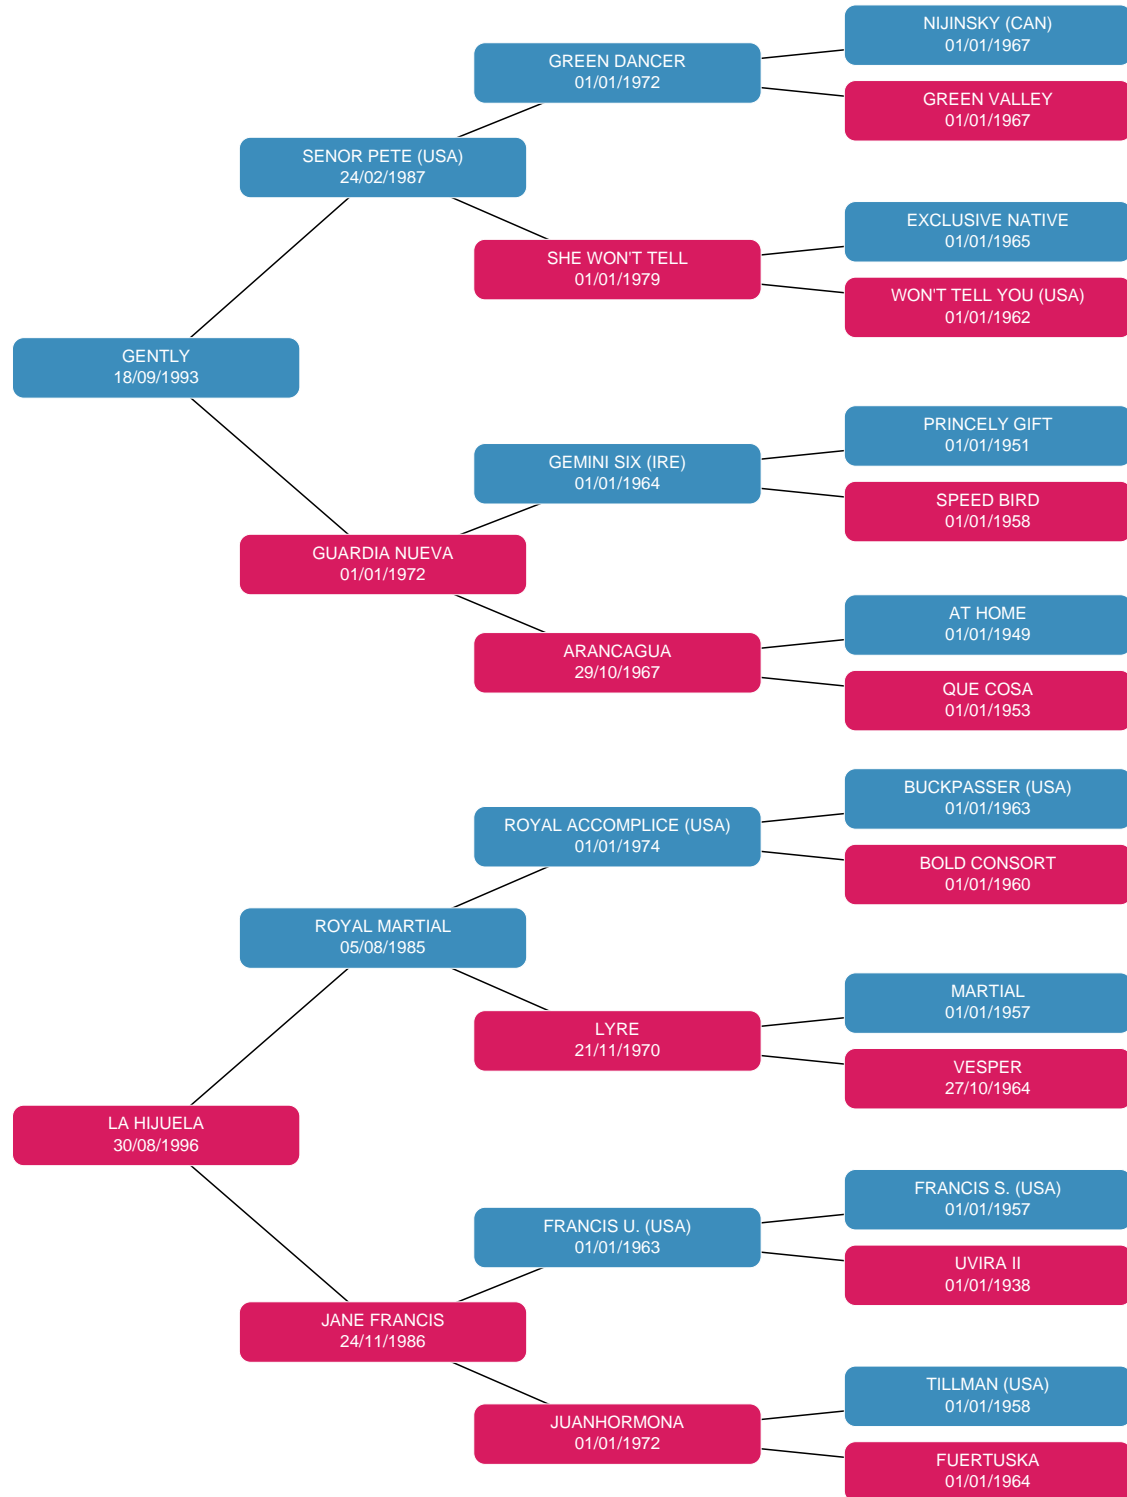 NIJINSKY (CAN)
01/01/1967
GREEN DANCER
01/01/1972
GREEN VALLEY
01/01/1967
SENOR PETE (USA)
24/02/1987
EXCLUSIVE NATIVE
01/01/1965
SHE WON'T TELL
01/01/1979
WON'T TELL YOU (USA)
01/01/1962
GENTLY
18/09/1993
PRINCELY GIFT
01/01/1951
GEMINI SIX (IRE)
01/01/1964
SPEED BIRD
01/01/1958
GUARDIA NUEVA
01/01/1972
AT HOME
01/01/1949
ARANCAGUA
29/10/1967
QUE COSA
01/01/1953
BUCKPASSER (USA)
01/01/1963
ROYAL ACCOMPLICE (USA)
01/01/1974
BOLD CONSORT
01/01/1960
ROYAL MARTIAL
05/08/1985
MARTIAL
01/01/1957
LYRE
21/11/1970
VESPER
27/10/1964
LA HIJUELA
30/08/1996
FRANCIS S. (USA)
01/01/1957
FRANCIS U. (USA)
01/01/1963
UVIRA II
01/01/1938
JANE FRANCIS
24/11/1986
TILLMAN (USA)
01/01/1958
JUANHORMONA
01/01/1972
FUERTUSKA
01/01/1964